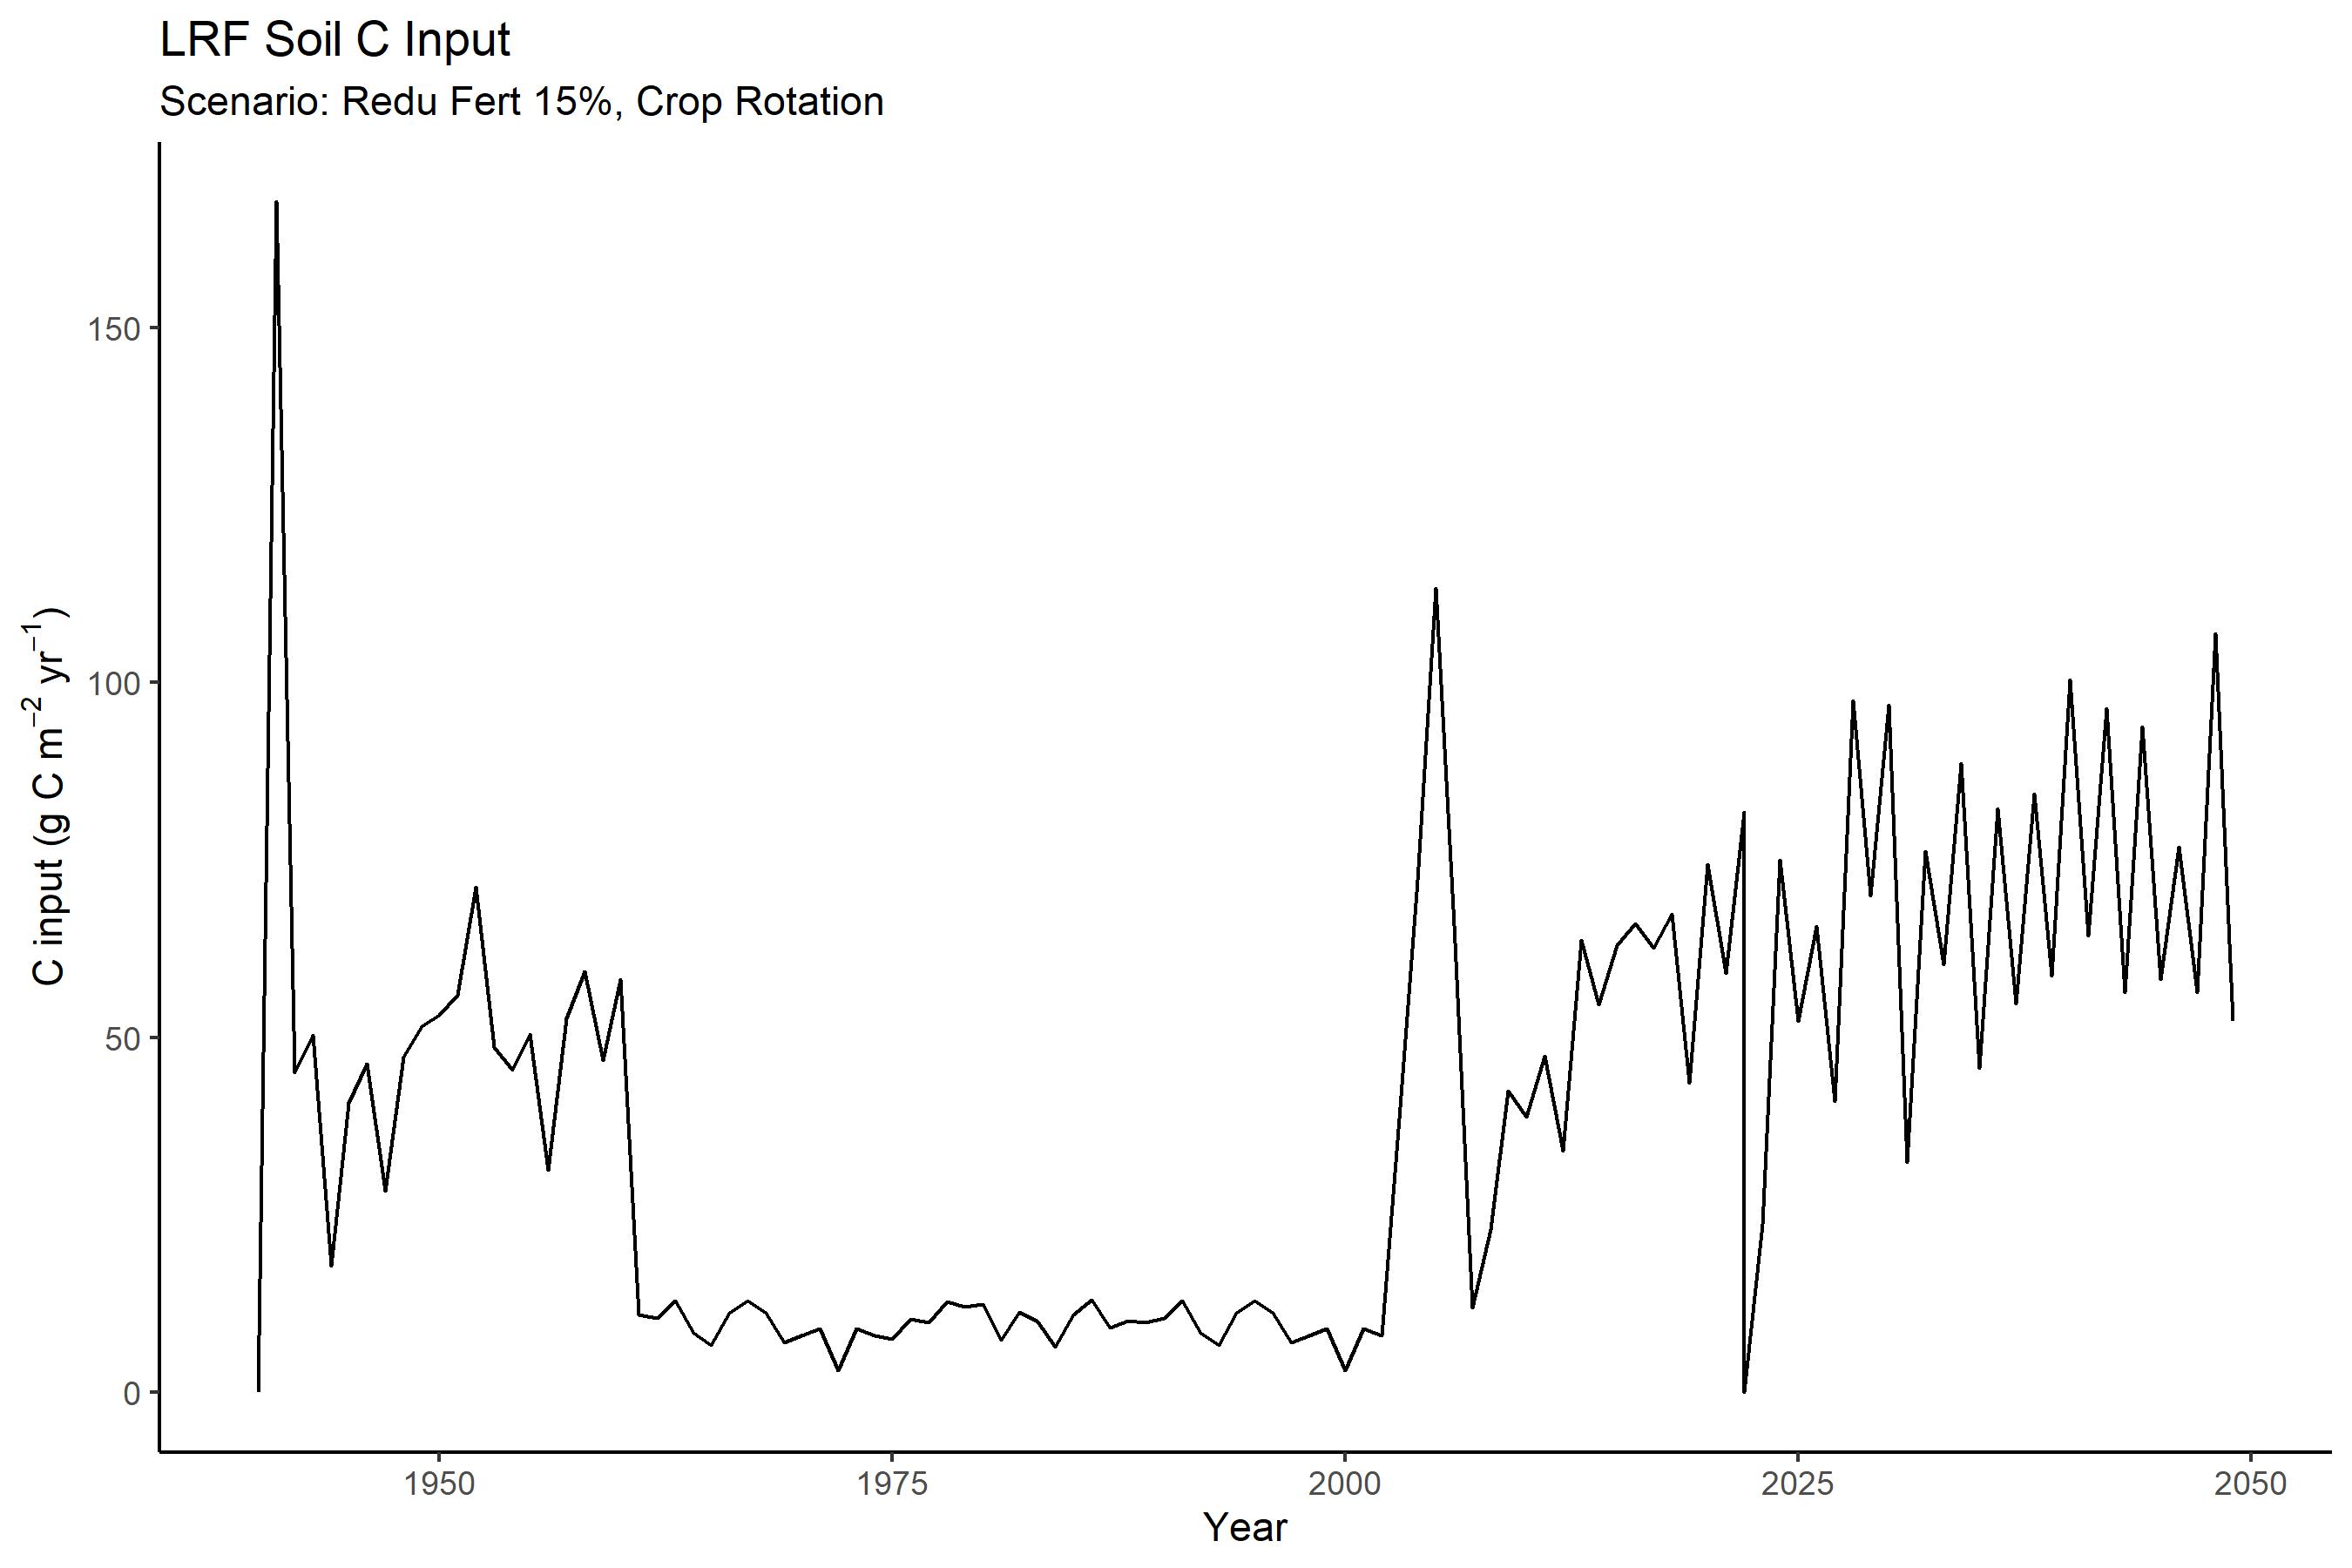 LRF Soil C Input
Scenario: Redu Fert 15%, Crop Rotation
C input (g C m⁻² yr⁻¹)
150
100
50
0
1950 1975 2000 2025 2050
Year